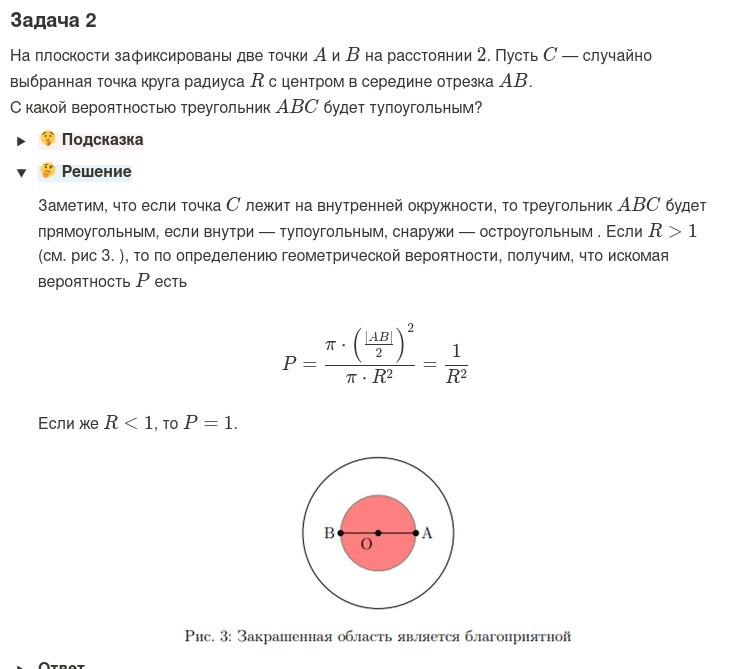 Задача 2
На плоскости зафиксированы две точки A и B на расстоянии 2. Пусть C — случайно
выбранная точка круга радиуса R с центром в середине отрезка AB.
С какой вероятностью треугольник ABC будет тупоугольным?
Подсказка
Решение
Заметим, что если точка C лежит на внутренней окружности, то треугольник ABC будет
прямоугольным, если внутри — тупоугольным, снаружи — остроугольным . Если R > 1
(см. рис 3. ), то по определению геометрической вероятности, получим, что искомая
вероятность P есть
P = \frac{\pi \cdot \left(\frac{|AB|}{2}\right)^2}{\pi \cdot R^2} = \frac{1}{R^2}
Если же R < 1, то P = 1.
B O A
Рис. 3: Закрашенная область является благоприятной
Ответ